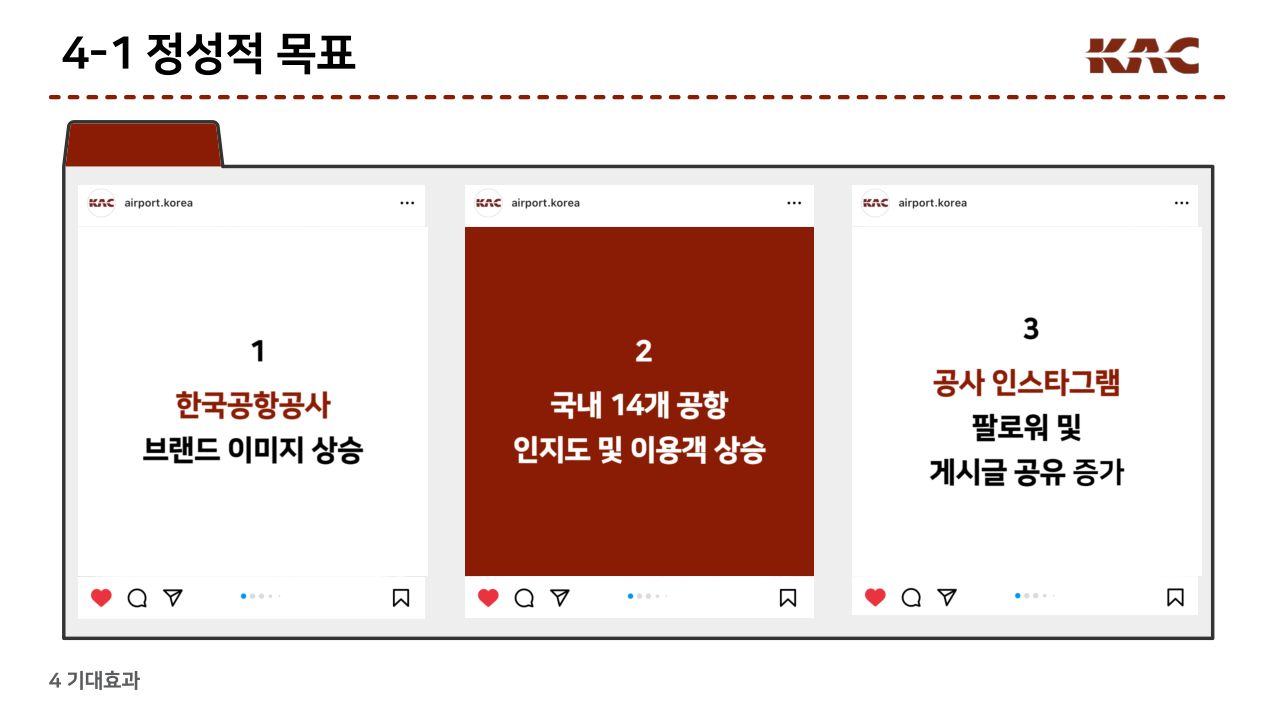 4-1 정성적 목표
KAC
KAC airport.korea
1
한국공항공사
브랜드 이미지 상승
KAC airport.korea
2
국내 14개 공항
인지도 및 이용객 상승
KAC airport.korea
3
공사 인스타그램
팔로워 및
게시글 공유 증가
4 기대효과